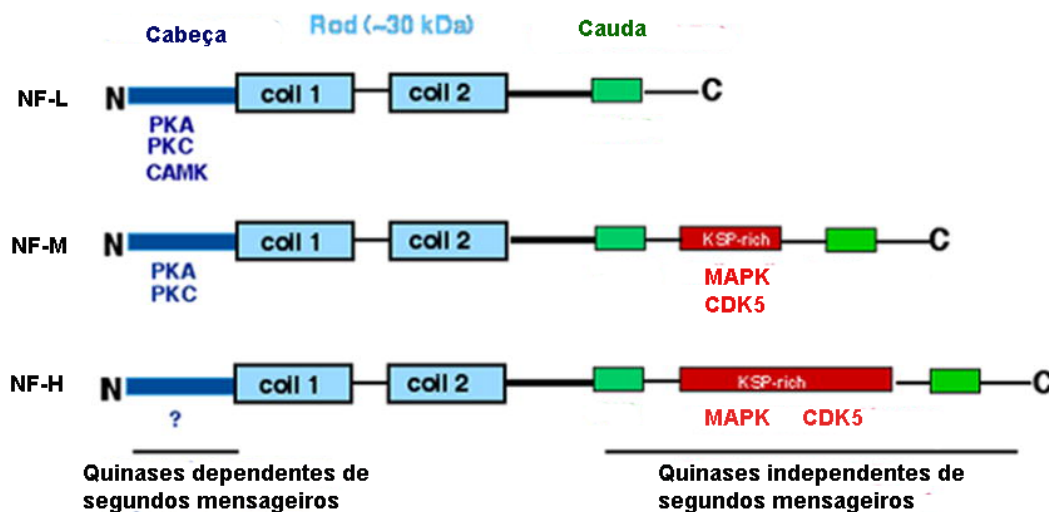 Cabeça Rod (~30 kDa) Cauda
NF-L N coil 1 coil 2 C
PKA
PKC
CAMK
NF-M N coil 1 coil 2 KSP-rich C
PKA MAPK
PKC CDK5
NF-H N coil 1 coil 2 KSP-rich C
? MAPK CDK5
Quinases dependentes de
segundos mensageiros
Quinases independentes de
segundos mensageiros